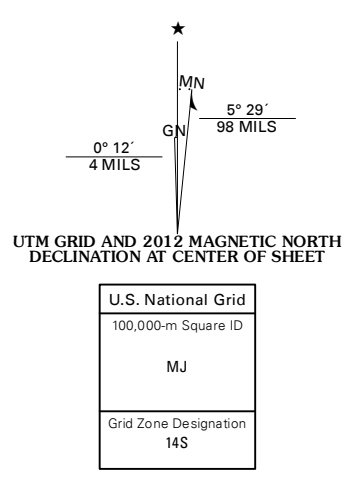 ★
MN
5° 29´
98 MILS
GN
0° 12´
4 MILS
UTM GRID AND 2012 MAGNETIC NORTH
DECLINATION AT CENTER OF SHEET
U.S. National Grid
100,000-m Square ID
MJ
Grid Zone Designation
14S